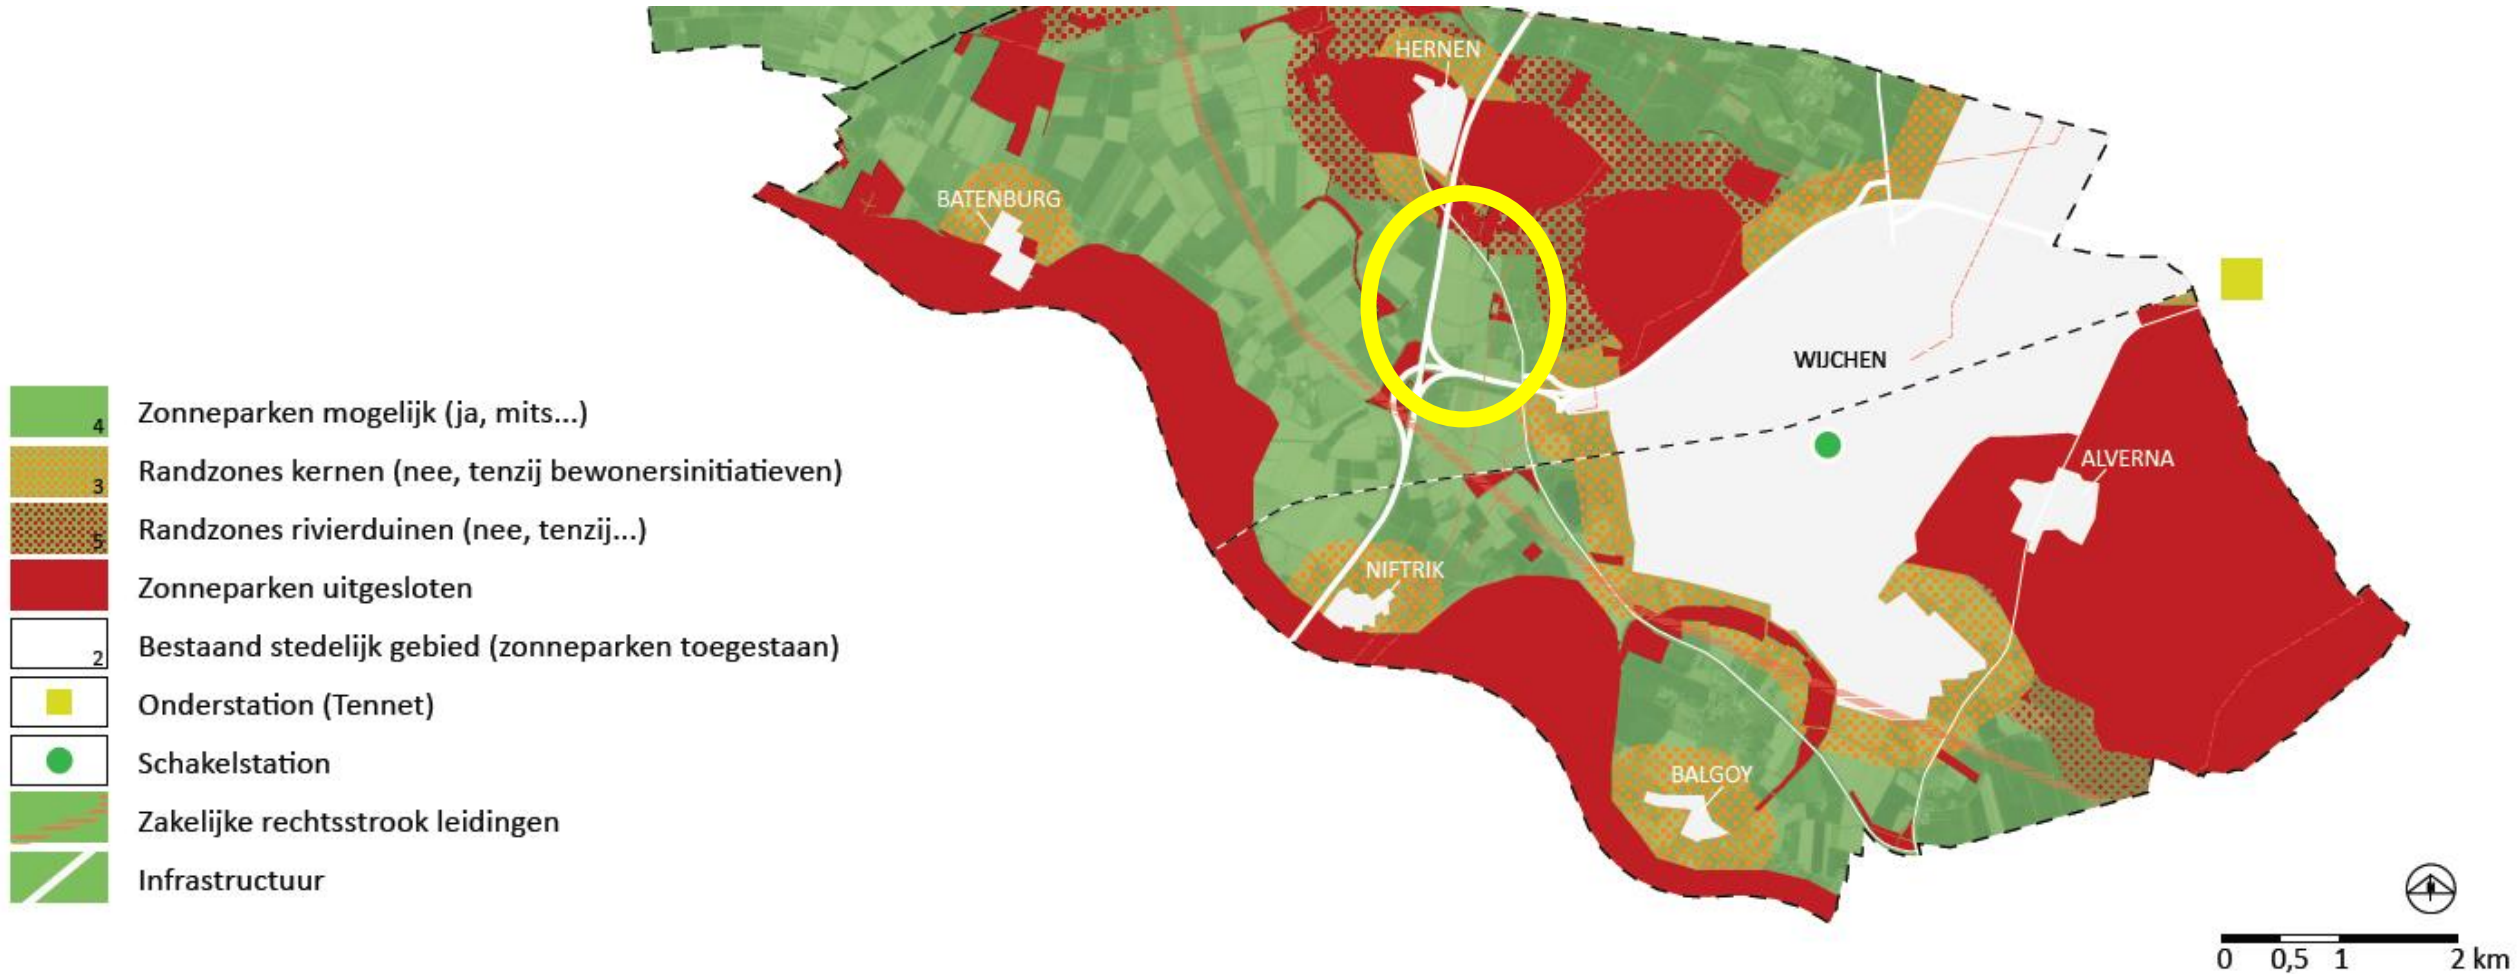 HERNEN
BATENBURG
WIJCHEN
ALVERNA
NIFTRIK
BALGOY
4 Zonneparken mogelijk (ja, mits...)
3 Randzones kernen (nee, tenzij bewonersinitiatieven)
5 Randzones rivierduinen (nee, tenzij...)
Zonneparken uitgesloten
2 Bestaand stedelijk gebied (zonneparken toegestaan)
Onderstation (Tennet)
Schakelstation
Zakelijke rechtsstrook leidingen
Infrastructuur
0 0,5 1 2 km